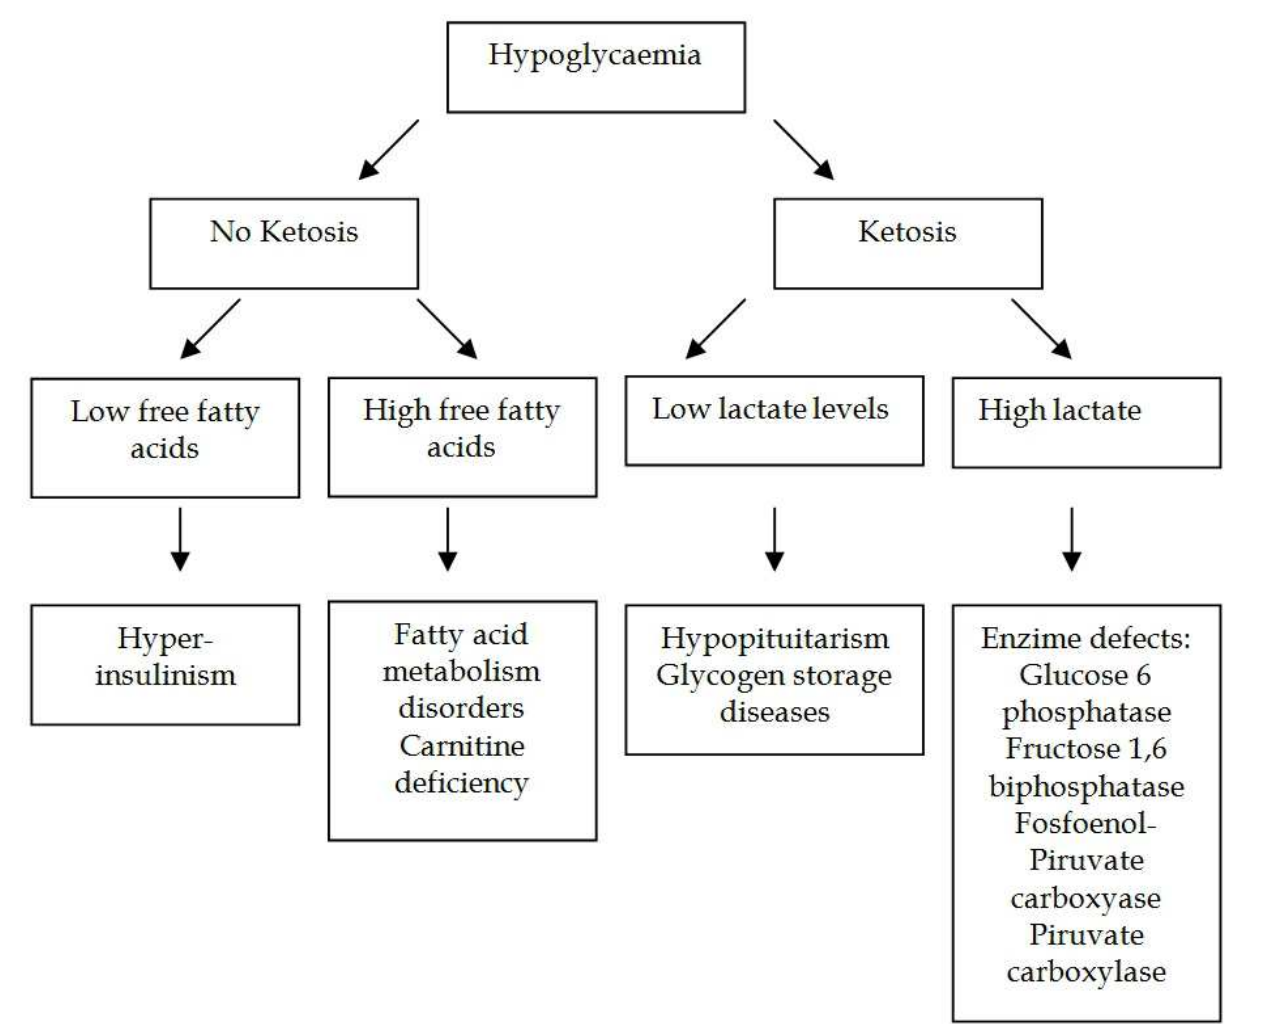 Hypoglycaemia
No Ketosis
Ketosis
Low free fatty
acids
High free fatty
acids
Low lactate levels
High lactate
Hyper-
insulinism
Fatty acid
metabolism
disorders
Carnitine
deficiency
Hypopituitarism
Glycogen storage
diseases
Enzime defects:
Glucose 6
phosphatase
Fructose 1,6
biphosphatase
Fosfoenol-
Piruvate
carboxyase
Piruvate
carboxylase